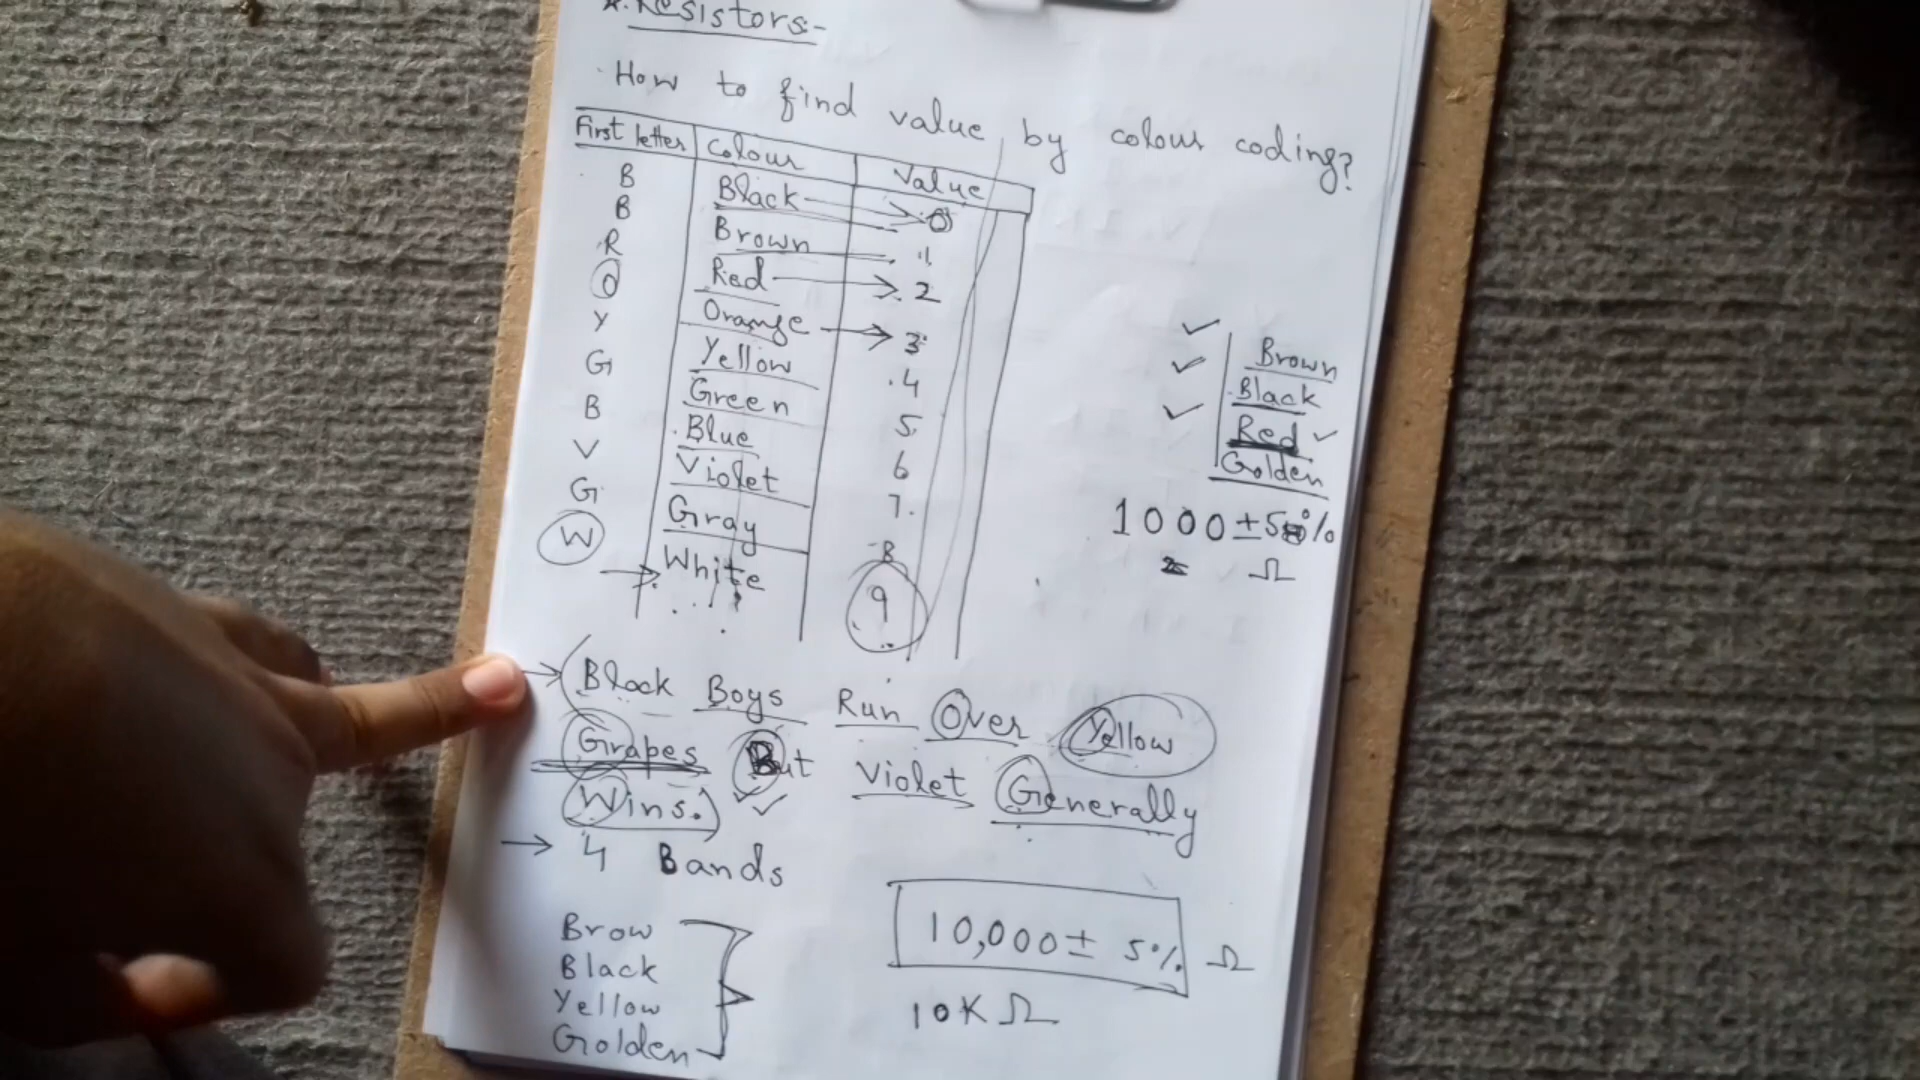 * Resistors:-
How to find value by colour coding?
First letter Colour Value
B Black 0
B Brown 1
R Red 2
O Orange 3
Y Yellow 4
G Green 5
B Blue 6
V Violet 7
G Gray 8
W White 9
Brown
Black
Red
Golden
1000 ± 5%
Ω
Black Boys Run Over Yellow
Grapes But Violet Generally
Wins.
4 Bands
Brow
Black
Yellow
Golden
10,000 ± 5% Ω
10K Ω